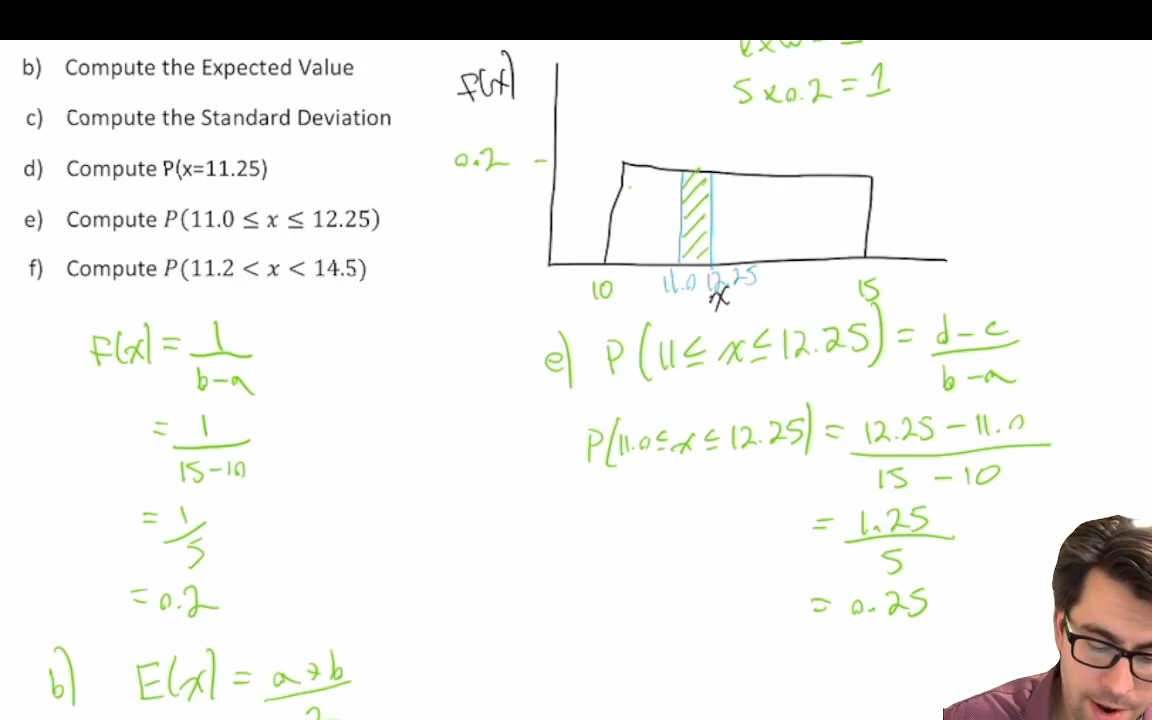 b) Compute the Expected Value
c) Compute the Standard Deviation
d) Compute P(x=11.25)
e) Compute P(11.0 ≤ x ≤ 12.25)
f) Compute P(11.2 < x < 14.5)
f(x) = 1
b-a
= 1
15-10
= 1/5
= 0.2
b) E(x) = a+b
2
5 x 0.2 = 1
f(x)
0.2
10 11.0 12.25 15
x
e) P(11 ≤ x ≤ 12.25) = d-c
b-a
P(11.0 ≤ x ≤ 12.25) = 12.25 - 11.0
15 - 10
= 1.25
5
= 0.25